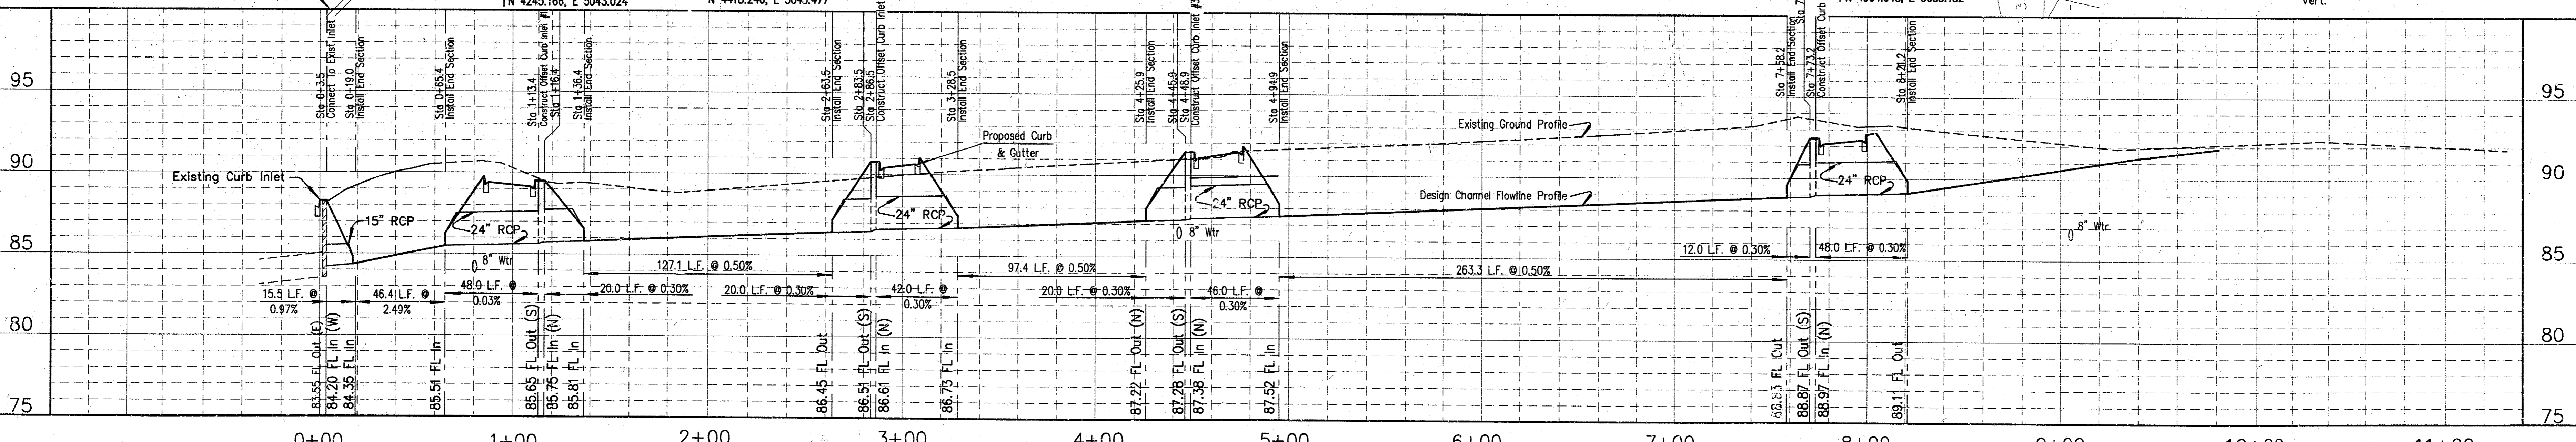 TN 4245.166, E 5043.024
N 4418.240, E 5043.477
Vert.
95
90
85
80
75
Sta 0+3.5
Connect to Exist Inlet
Sta 0+19.0
Install End Section
Sta 0+65.4
Install End Section
Sta 1+13.4
Construct Offset Curb Inlet #1
Sta 1+16.4
Sta 1+36.4
Install End Section
Sta 2+63.5
Install End Section
Sta 2+83.5
Sta 2+86.5
Construct Offset Curb Inlet
Sta 3+28.5
Install End Section
Sta 4+25.9
Install End Section
Sta 4+45.9
Sta 4+48.9
Construct Offset Curb Inlet #3
Sta 4+94.9
Install End Section
Sta 7+58.2
Install End Section
Sta 7+73.2
Construct Offset Curb
Sta 8+21.2
Install End Section
95
90
85
80
75
Existing Curb Inlet
15" RCP
24" RCP
8" Wtr
Proposed Curb
& Gutter
24" RCP
24" RCP
8" Wtr
Existing Ground Profile
Design Channel Flowline Profile
24" RCP
8" Wtr
15.5 L.F. @
0.97%
46.4 L.F. @
2.49%
48.0 L.F. @
0.03%
20.0 L.F. @ 0.30%
127.1 L.F. @ 0.50%
20.0 L.F. @ 0.30%
42.0 L.F. @
0.30%
97.4 L.F. @ 0.50%
20.0 L.F. @ 0.30%
46.0 L.F. @
0.30%
263.3 L.F. @ 0.50%
12.0 L.F. @ 0.30%
48.0 L.F. @ 0.30%
83.55 FL Out (E)
84.20 FL In (W)
84.35 FL In
85.51 FL In
85.65 FL Out (S)
85.75 FL In (N)
85.81 FL In
86.45 FL Out
86.51 FL Out (S)
86.61 FL In (N)
86.73 FL In
87.22 FL Out (N)
87.28 FL Out (S)
87.38 FL In (N)
87.52 FL In
88.83 FL Out
88.87 FL Out (S)
88.97 FL In (N)
89.11 FL Out
0+00
1+00
2+00
3+00
4+00
5+00
6+00
7+00
8+00
9+00
10+00
11+00